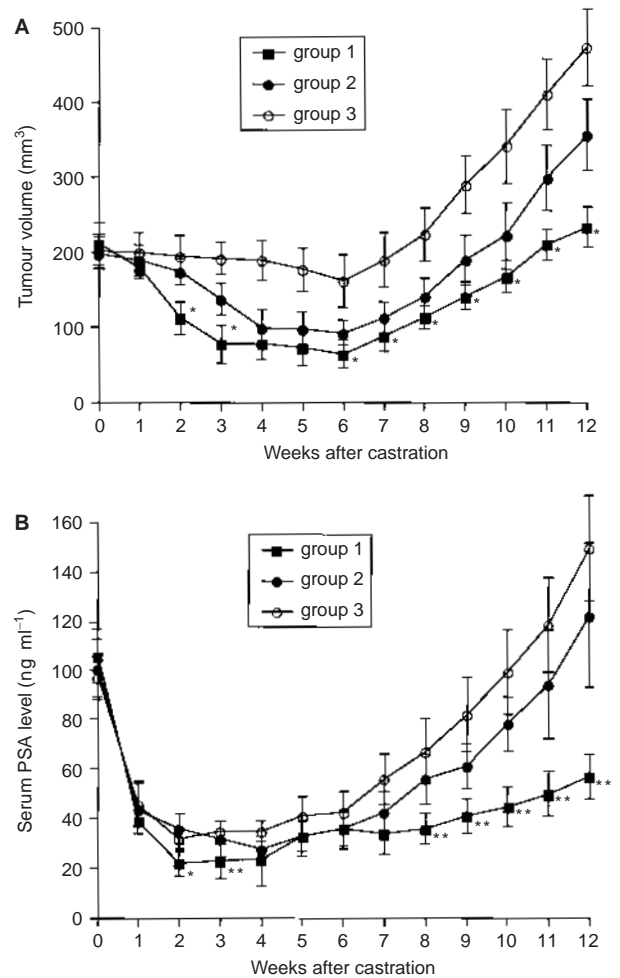 A
500
group 1
group 2
group 3
400
300
200
100
0
Tumour volume (mm³)
*
*
*
*
*
*
*
*
*
0 1 2 3 4 5 6 7 8 9 10 11 12
Weeks after castration
B
160
group 1
group 2
group 3
140
120
100
80
60
40
20
0
Serum PSA level (ng ml⁻¹)
*
**
**
**
**
**
**
0 1 2 3 4 5 6 7 8 9 10 11 12
Weeks after castration